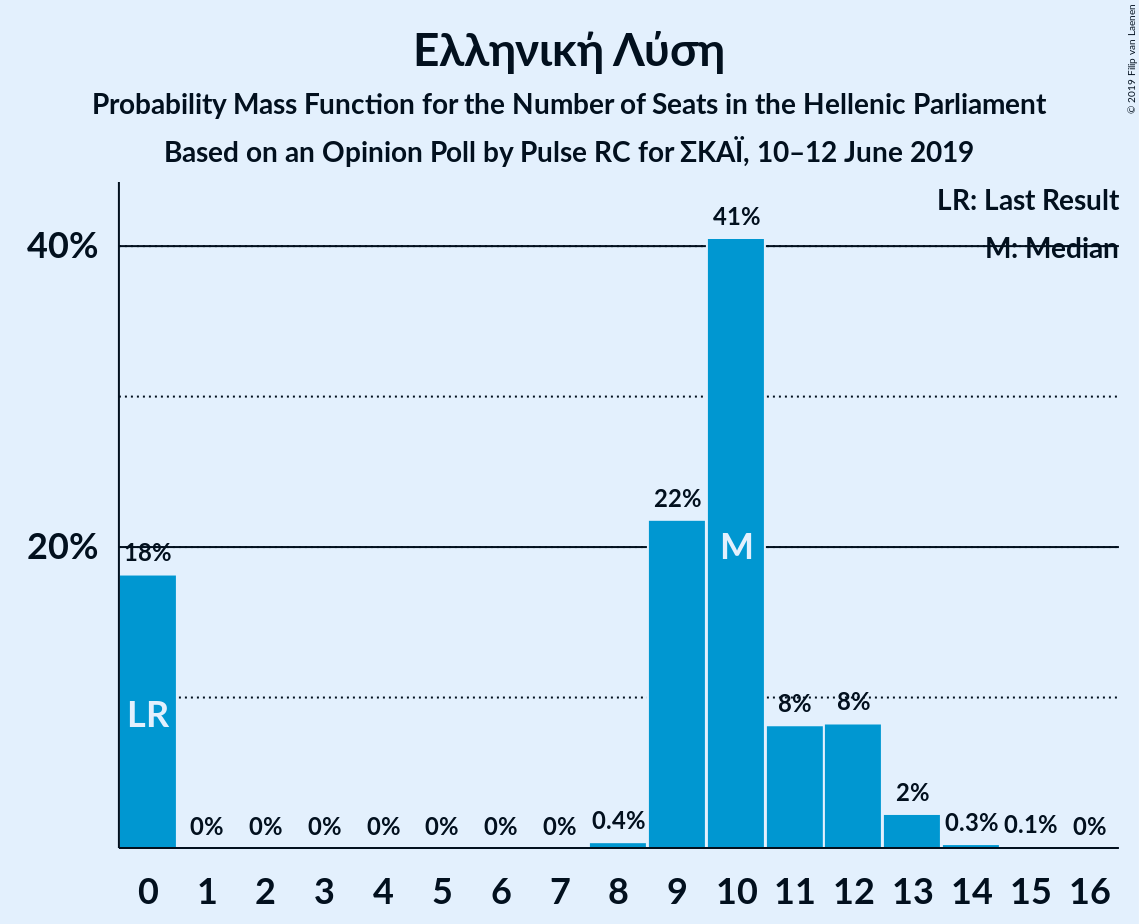 Ελληνική Λύση
Probability Mass Function for the Number of Seats in the Hellenic Parliament
Based on an Opinion Poll by Pulse RC for ΣΚΑΪ, 10–12 June 2019
© 2019 Filip van Laenen
LR: Last Result
M: Median
40%
20%
18%
0%
0%
0%
0%
0%
0%
0%
0.4%
22%
41%
8%
8%
2%
0.3%
0.1%
0%
LR
M
0 1 2 3 4 5 6 7 8 9 10 11 12 13 14 15 16